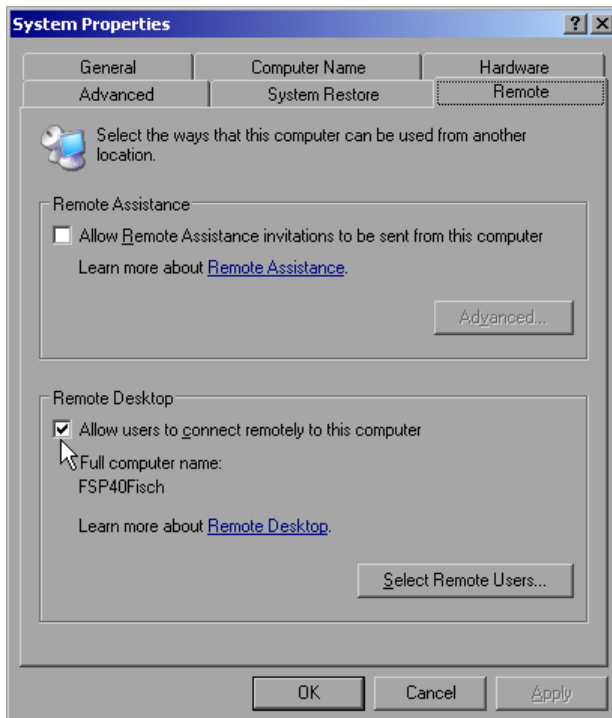 System Properties
General
Computer Name
Hardware
Advanced
System Restore
Remote
Select the ways that this computer can be used from another
location.
Remote Assistance
Allow Remote Assistance invitations to be sent from this computer
Learn more about Remote Assistance.
Advanced...
Remote Desktop
Allow users to connect remotely to this computer
Full computer name:
FSP40Fisch
Learn more about Remote Desktop.
Select Remote Users...
OK
Cancel
Apply